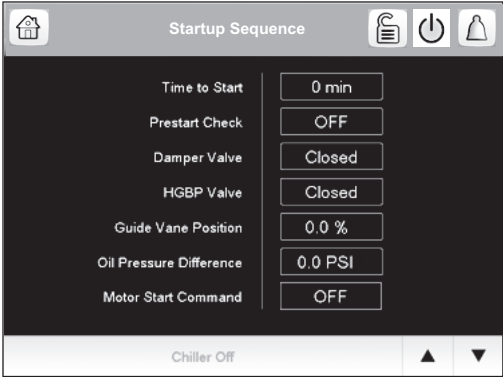 Startup Sequence
Time to Start 0 min
Prestart Check OFF
Damper Valve Closed
HGBP Valve Closed
Guide Vane Position 0.0 %
Oil Pressure Difference 0.0 PSI
Motor Start Command OFF
Chiller Off